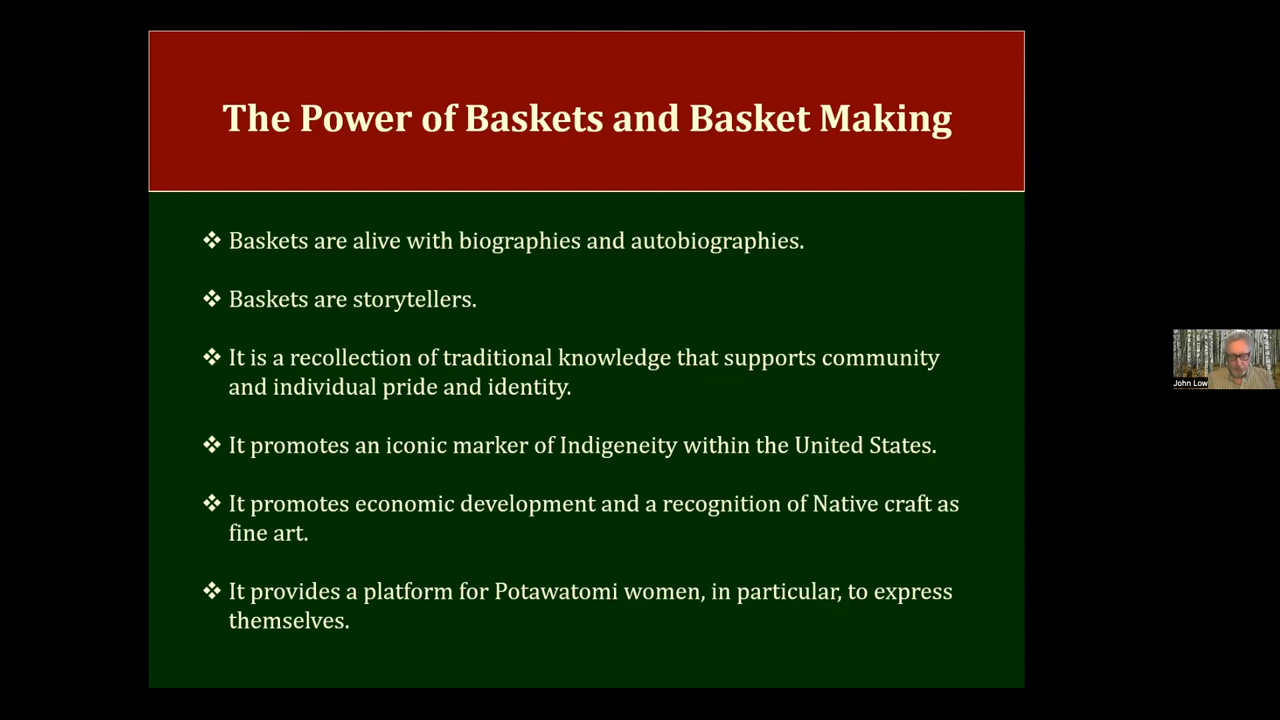 The Power of Baskets and Basket Making
❖ Baskets are alive with biographies and autobiographies.
❖ Baskets are storytellers.
❖ It is a recollection of traditional knowledge that supports community
and individual pride and identity.
❖ It promotes an iconic marker of Indigeneity within the United States.
❖ It promotes economic development and a recognition of Native craft as
fine art.
❖ It provides a platform for Potawatomi women, in particular, to express
themselves.
John Low